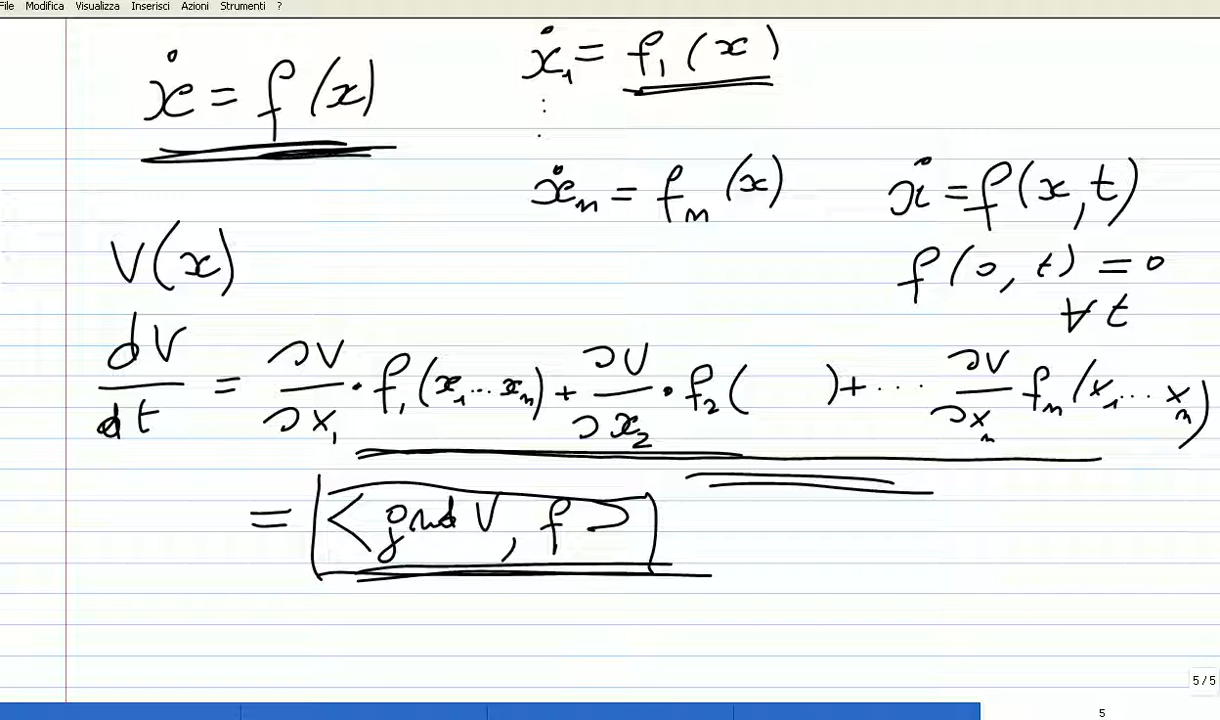 File Modifica Visualizza Inserisci Azioni Strumenti ?
ẋ = f(x)
ẋ₁ = f₁(x)
⋮
ẋₙ = fₙ(x)
ẋ = f(x,t)
f(0,t) = 0
∀t
V(x)
dV/dt = ∂V/∂x₁ · f₁(x₁...xₙ) + ∂V/∂x₂ · f₂( ) + .... ∂V/∂xₙ fₙ(x₁... xₙ)
= <grad V, f>
5/5
5